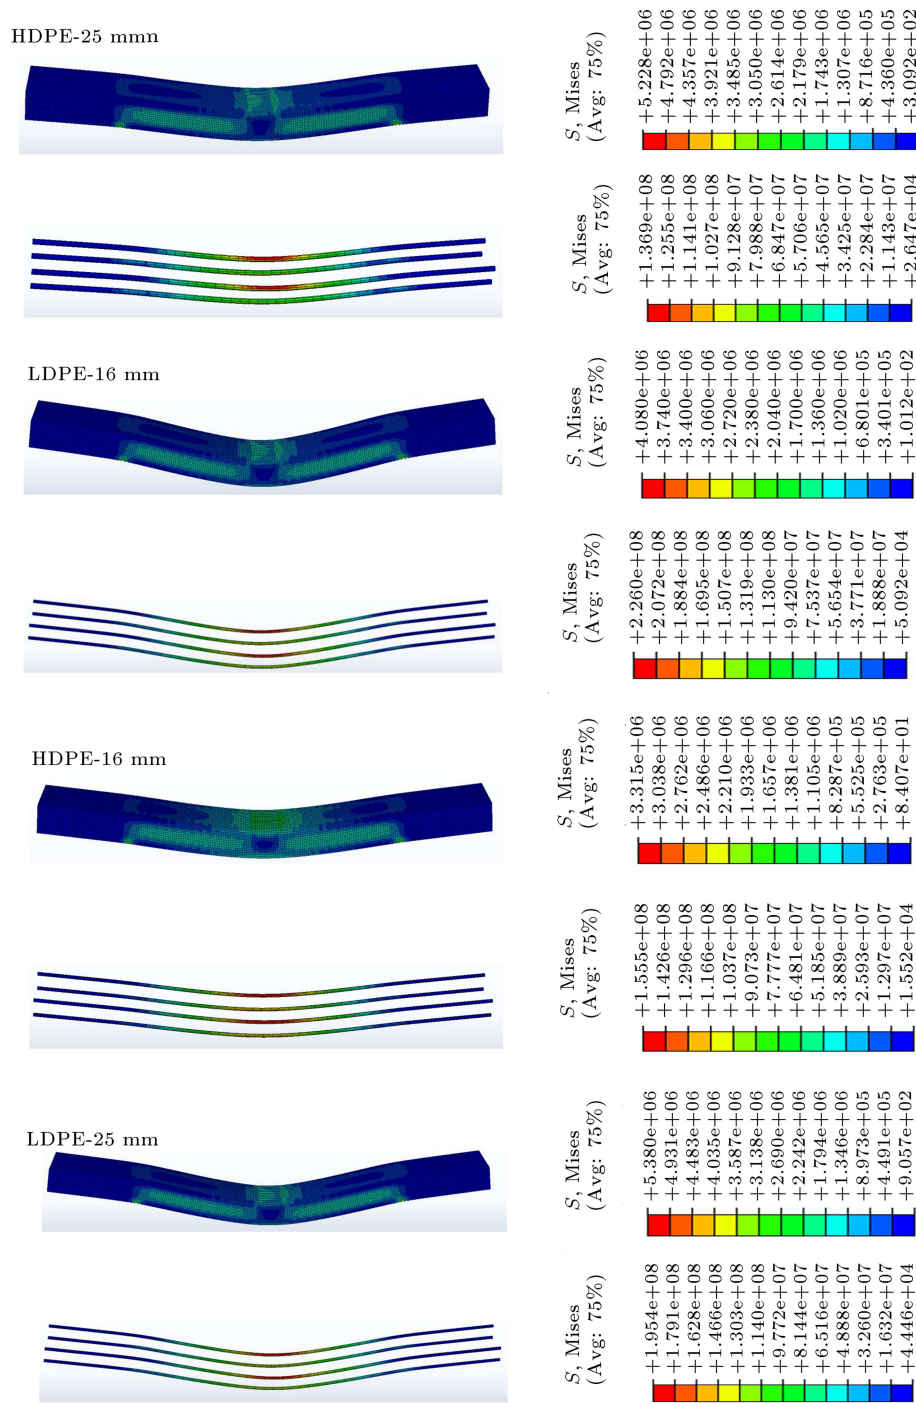 HDPE-25 mmn
S, Mises
(Avg: 75%)
+5.228e+06
+4.792e+06
+4.357e+06
+3.921e+06
+3.485e+06
+3.050e+06
+2.614e+06
+2.179e+06
+1.743e+06
+1.307e+06
+8.716e+05
+4.360e+05
+3.092e+02
S, Mises
(Avg: 75%)
+1.369e+08
+1.255e+08
+1.141e+08
+1.027e+08
+9.128e+07
+7.988e+07
+6.847e+07
+5.706e+07
+4.565e+07
+3.425e+07
+2.284e+07
+1.143e+07
+2.647e+04
LDPE-16 mm
S, Mises
(Avg: 75%)
+4.080e+06
+3.740e+06
+3.400e+06
+3.060e+06
+2.720e+06
+2.380e+06
+2.040e+06
+1.700e+06
+1.360e+06
+1.020e+06
+6.801e+05
+3.401e+05
+1.012e+02
S, Mises
(Avg: 75%)
+2.260e+08
+2.072e+08
+1.884e+08
+1.695e+08
+1.507e+08
+1.319e+08
+1.130e+08
+9.420e+07
+7.537e+07
+5.654e+07
+3.771e+07
+1.888e+07
+5.092e+04
HDPE-16 mm
S, Mises
(Avg: 75%)
+3.315e+06
+3.038e+06
+2.762e+06
+2.486e+06
+2.210e+06
+1.933e+06
+1.657e+06
+1.381e+06
+1.105e+06
+8.287e+05
+5.525e+05
+2.763e+05
+8.407e+01
S, Mises
(Avg: 75%)
+1.555e+08
+1.426e+08
+1.296e+08
+1.166e+08
+1.037e+08
+9.073e+07
+7.777e+07
+6.481e+07
+5.185e+07
+3.889e+07
+2.593e+07
+1.297e+07
+1.552e+04
LDPE-25 mm
S, Mises
(Avg: 75%)
+5.380e+06
+4.931e+06
+4.483e+06
+4.035e+06
+3.587e+06
+3.138e+06
+2.690e+06
+2.242e+06
+1.794e+06
+1.346e+06
+8.973e+05
+4.491e+05
+9.057e+02
S, Mises
(Avg: 75%)
+1.954e+08
+1.791e+08
+1.628e+08
+1.466e+08
+1.303e+08
+1.140e+08
+9.772e+07
+8.144e+07
+6.516e+07
+4.888e+07
+3.260e+07
+1.632e+07
+4.446e+04